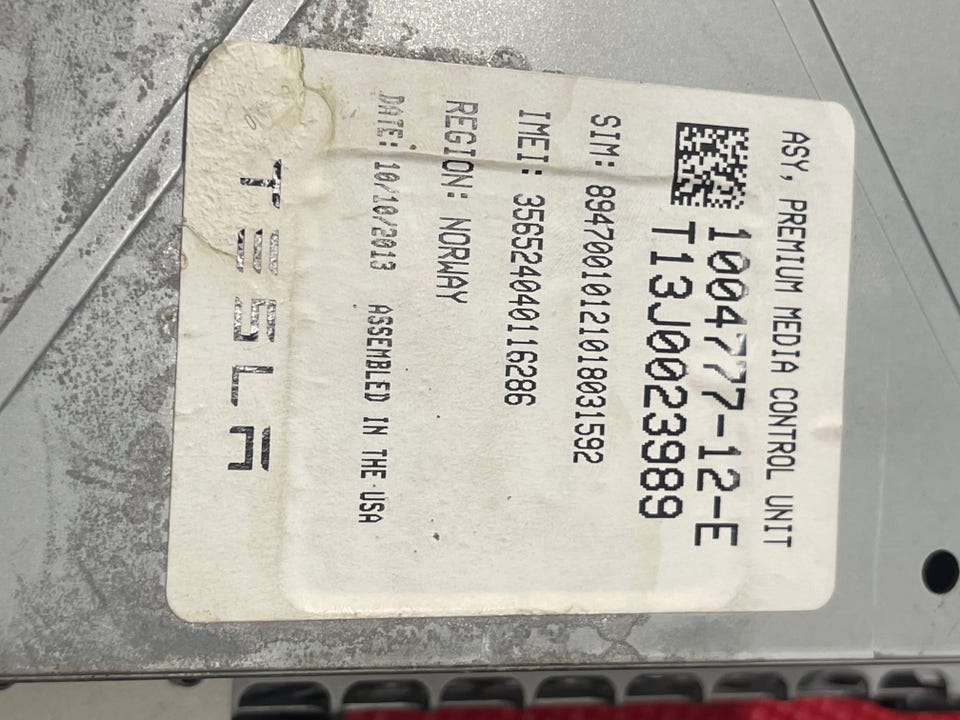 ASY, PREMIUM MEDIA CONTROL UNIT
1004777-12-E
T13J0023989
SIM: 89470010121018031592
IMEI: 356524040116286
REGION: NORWAY
DATE: 10/10/2013 ASSEMBLED IN THE USA
TESLA